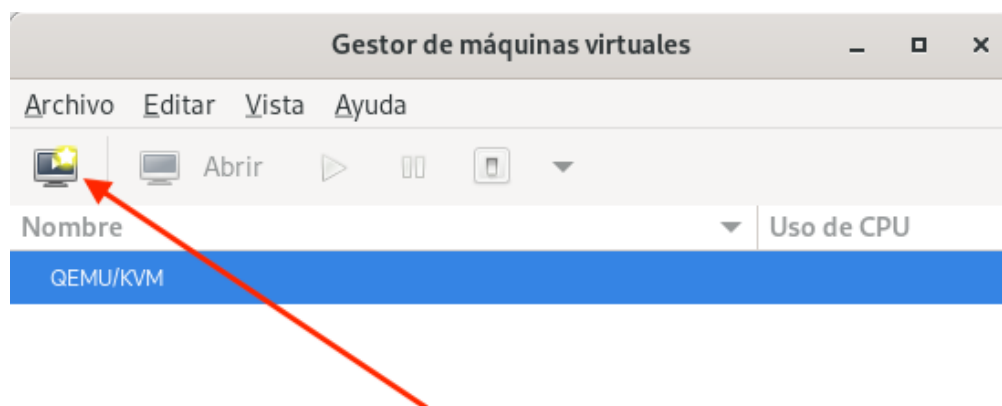 Gestor de máquinas virtuales
Archivo Editar Vista Ayuda
Abrir
Nombre Uso de CPU
QEMU/KVM